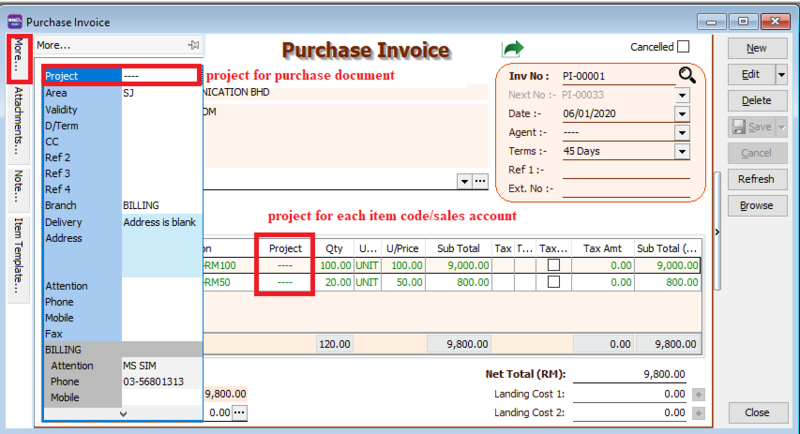 Purchase Invoice
More...
Attachments...
Note...
Item Template...
More...
Project ----
Area SJ
Validity
D/Term
CC
Ref 2
Ref 3
Ref 4
Branch BILLING
Delivery Address is blank
Address
Attention
Phone
Mobile
Fax
BILLING
Attention MS SIM
Phone 03-56801313
Mobile
project for purchase document
NICATION BHD
OM
Purchase Invoice
Cancelled
Inv No : PI-00001
Next No :- PI-00033
Date :- 06/01/2020
Agent :- ----
Terms :- 45 Days
Ref 1 :-
Ext. No :-
project for each item code/sales account
on Project Qty U... U/Price Sub Total Tax T... Tax... Tax Amt Sub Total (...
RM100 ---- 100.00 UNIT 100.00 9,000.00 0.00 9,000.00
RM50 ---- 20.00 UNIT 50.00 800.00 0.00 800.00
120.00 9,800.00 0.00 9,800.00
Net Total (RM): 9,800.00
9,800.00 Landing Cost 1: 0.00
0.00 Landing Cost 2: 0.00
New
Edit
Delete
Save
Cancel
Refresh
Browse
Close